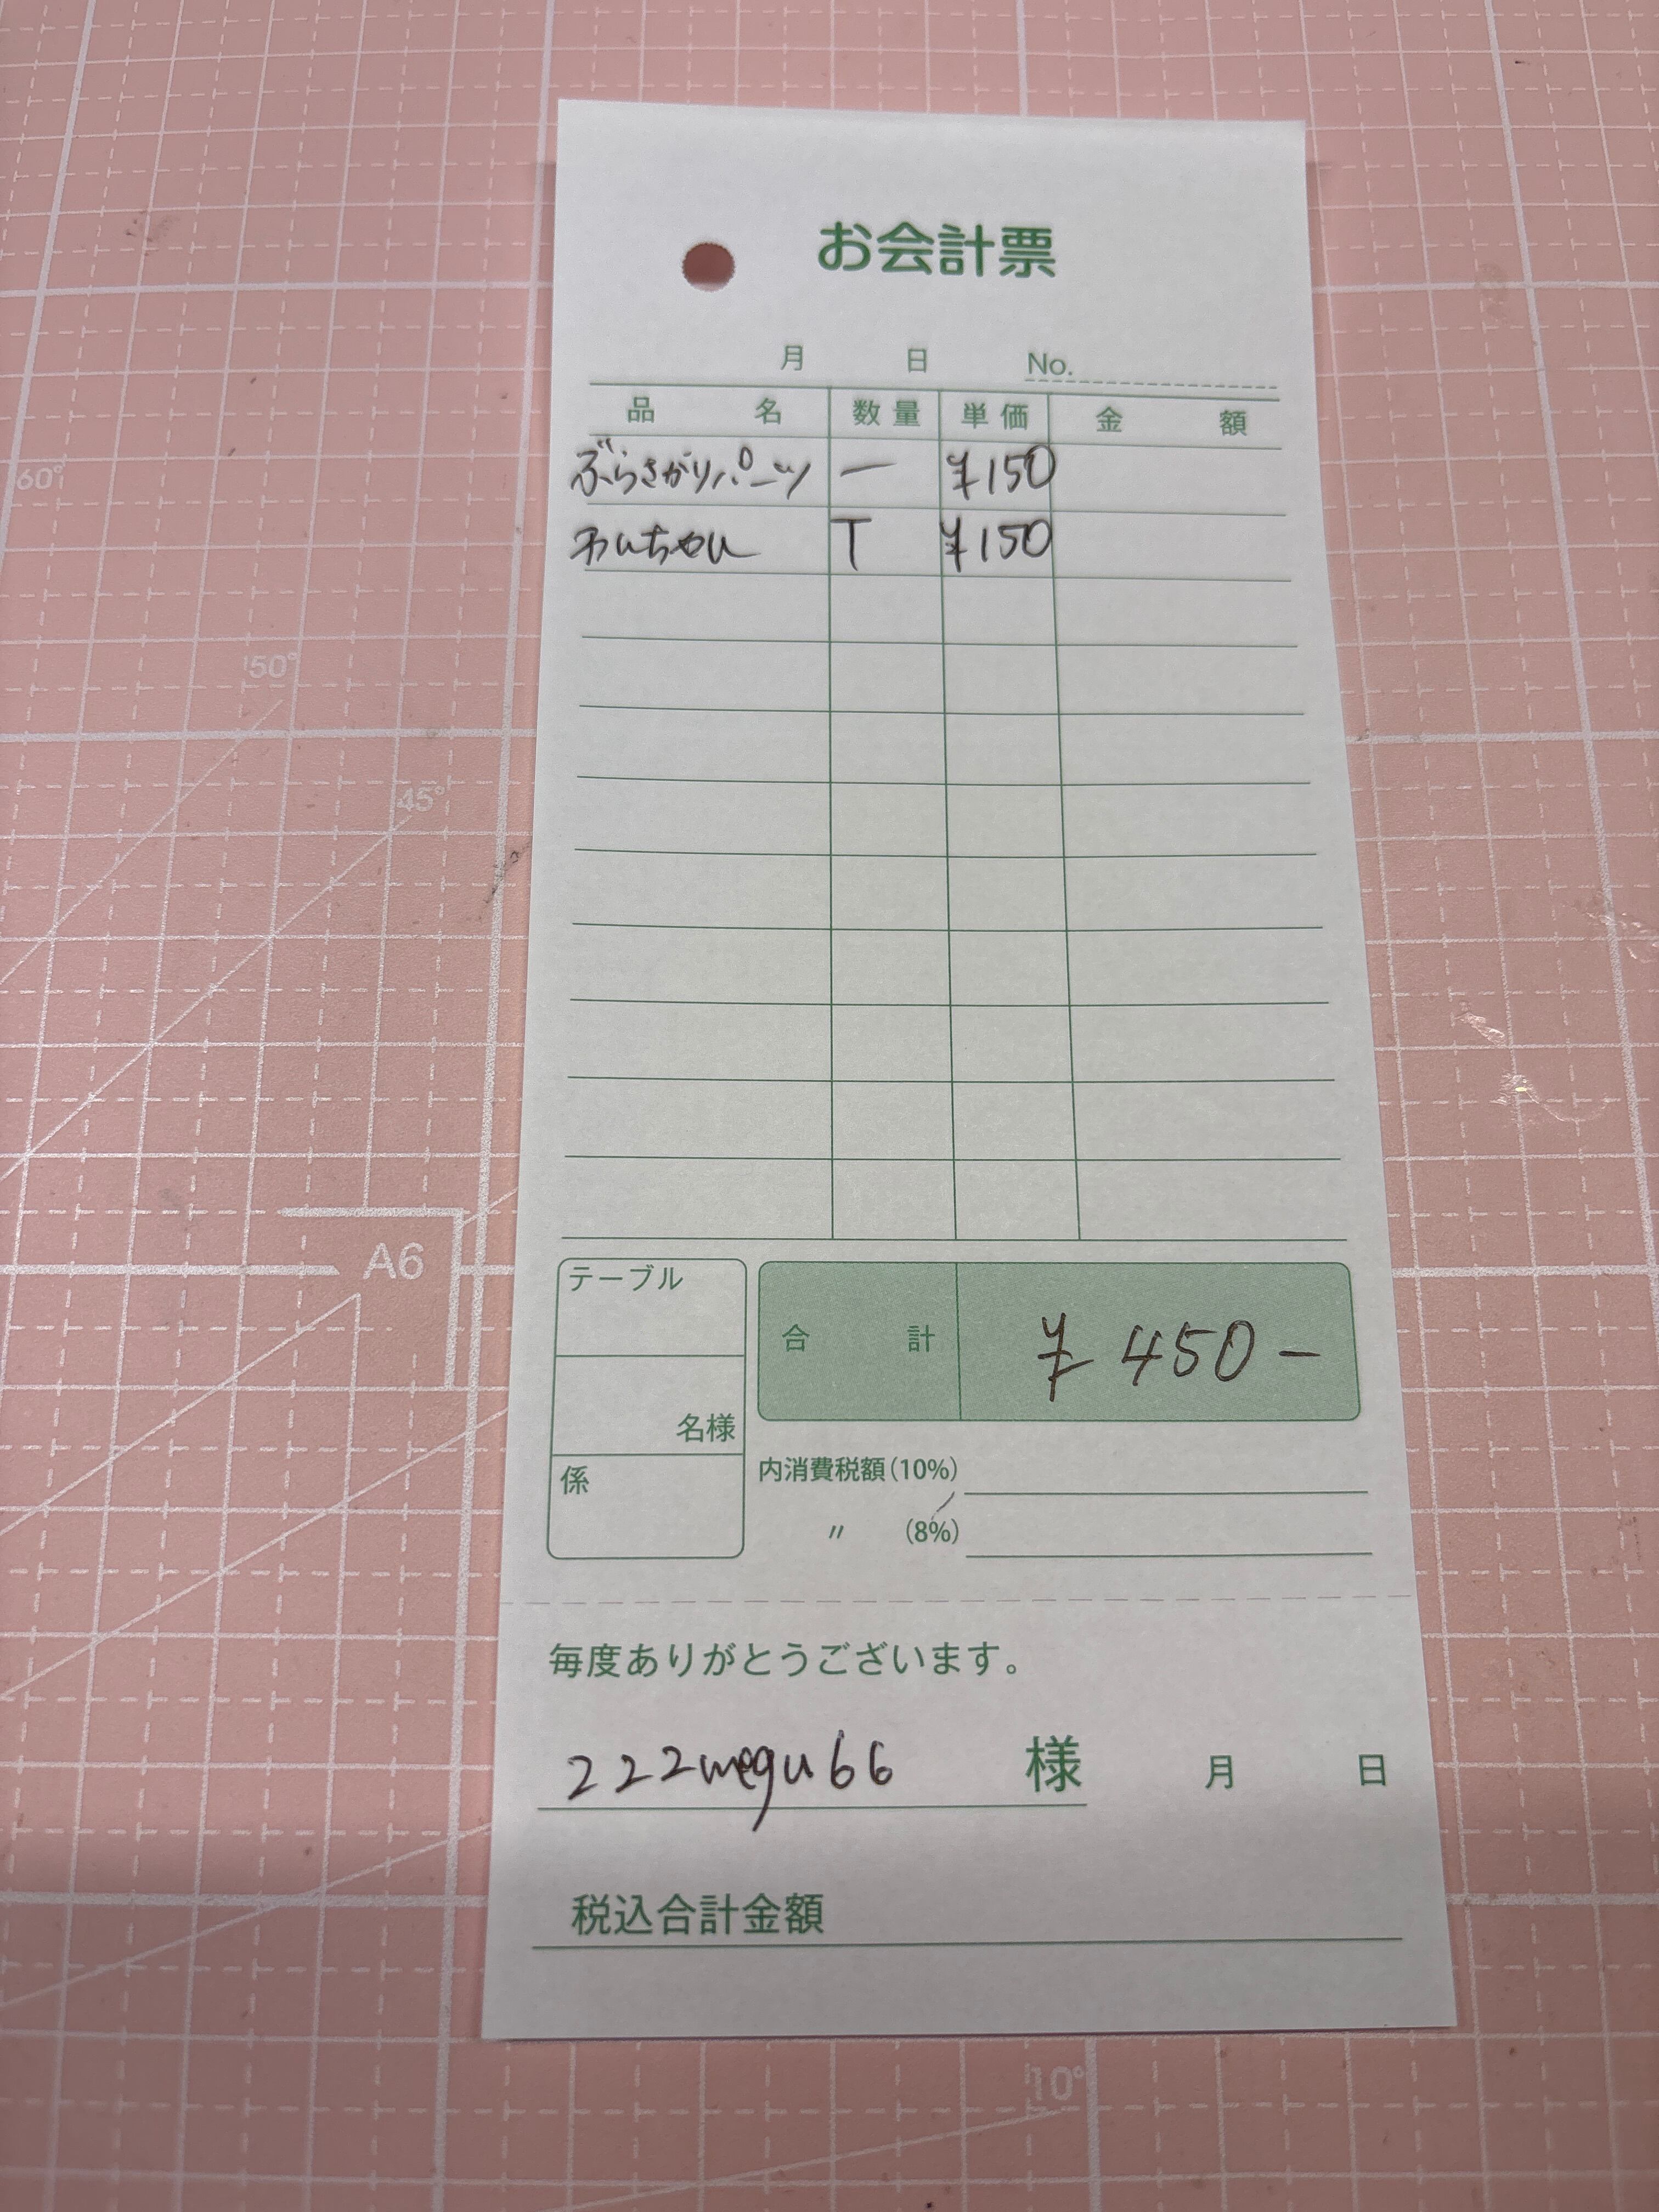 お会計票
月 日 No.
品名 数量 単価 金額
ぶらさがりパーツ 一 ¥150
わんちゃん T ¥150
テーブル
合計 ¥450-
名様
係
内消費税額(10%)
〃 (8%)
毎度ありがとうございます。
222megu66 様 月 日
税込合計金額
60°
50°
45°
A6
10°